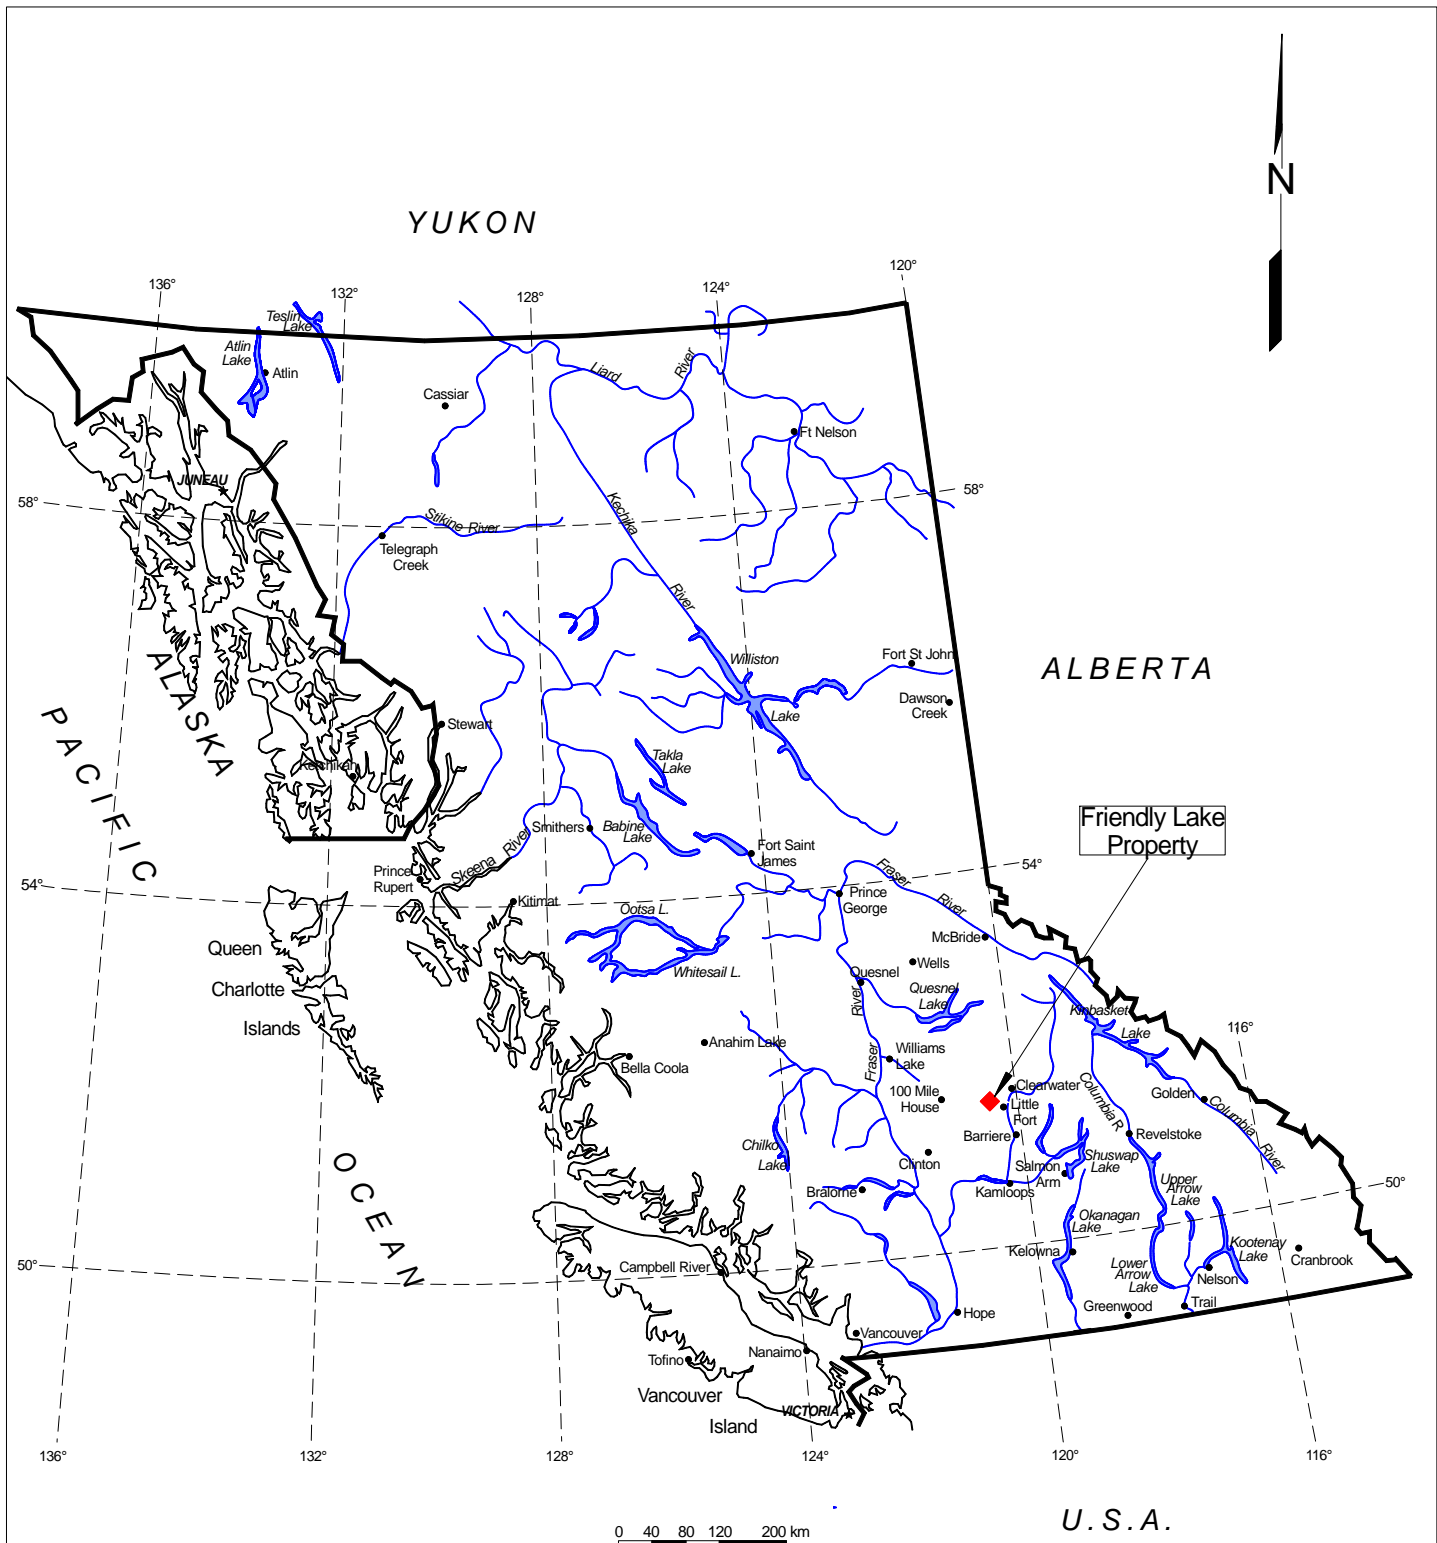 N
YUKON
136°
132°
128°
124°
120°
Teslin
Lake
Atlin
Lake
Atlin
Cassiar
Liard
River
Ft Nelson
JUNEAU
58°
58°
Kechika
River
Stikine River
Telegraph
Creek
ALASKA
Williston
Lake
Fort St John
Dawson
Creek
ALBERTA
PACIFIC
OCEAN
Stewart
Ketchikan
Takla
Lake
Babine
Lake
Smithers
Skeena River
Prince
Rupert
Kitimat
Fort Saint
James
Friendly Lake
Property
54°
54°
Fraser
River
Prince
George
McBride
Ootsa L.
Whitesail L.
Queen
Charlotte
Islands
Wells
Quesnel
Quesnel
Lake
River
Fraser
Kinbasket
Lake
116°
Anahim Lake
Bella Coola
Williams
Lake
100 Mile
House
Clearwater
Little
Fort
Barriere
Columbia R
Golden
Columbia
River
Revelstoke
Chilko
Lake
Clinton
Salmon
Arm
Shuswap
Lake
Bralorne
Kamloops
Upper
Arrow
Lake
50°
50°
Okanagan
Lake
Kelowna
Lower
Arrow
Lake
Kootenay
Lake
Cranbrook
Nelson
Campbell River
Greenwood
Trail
Hope
Vancouver
Nanaimo
Tofino
Vancouver
Island
VICTORIA
136°
132°
128°
124°
120°
116°
U.S.A.
0 40 80 120 200 km